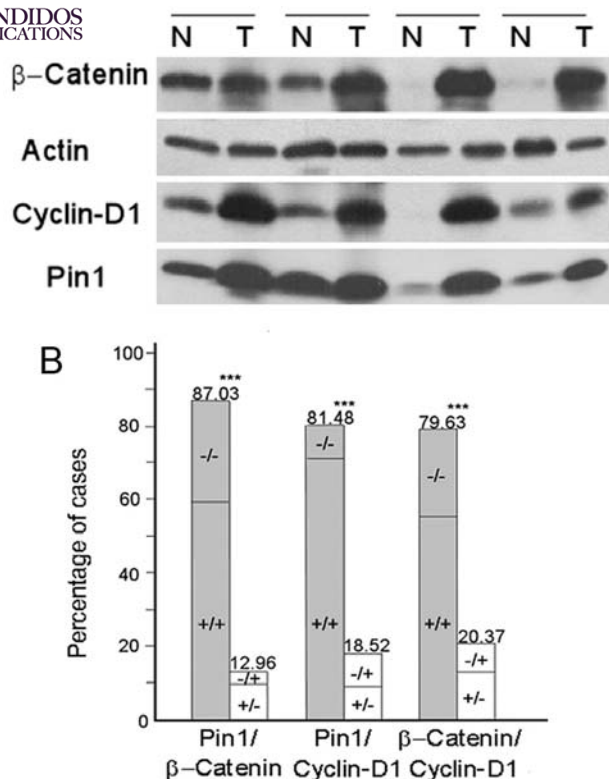 NDIDOS
ICATIONS
N T N T N T N T
β–Catenin
Actin
Cyclin-D1
Pin1
B
Percentage of cases
100
80
60
40
20
0
***
87.03
-/-
+/+
12.96
-/+
+/-
***
81.48
-/-
+/+
18.52
-/+
+/-
***
79.63
-/-
+/+
20.37
-/+
+/-
Pin1/ Pin1/ β–Catenin/
β–Catenin Cyclin-D1 Cyclin-D1